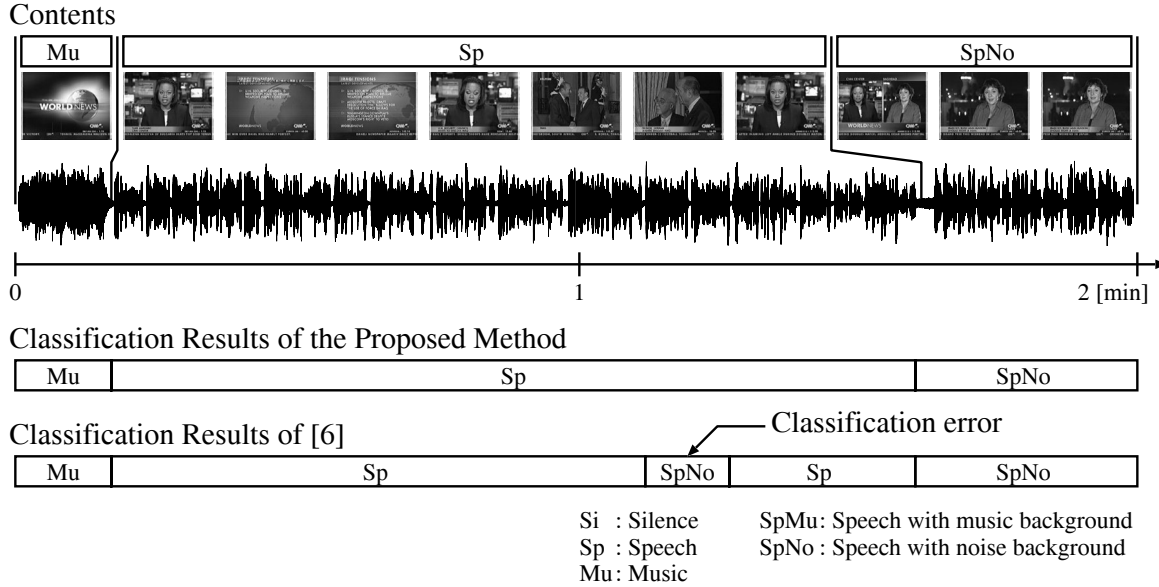 Contents
Mu Sp SpNo
WORLD NEWS
0 1 2 [min]
Classification Results of the Proposed Method
Mu Sp SpNo
Classification Results of [6]
Classification error
Mu Sp SpNo Sp SpNo
Si : Silence SpMu: Speech with music background
Sp : Speech SpNo : Speech with noise background
Mu: Music